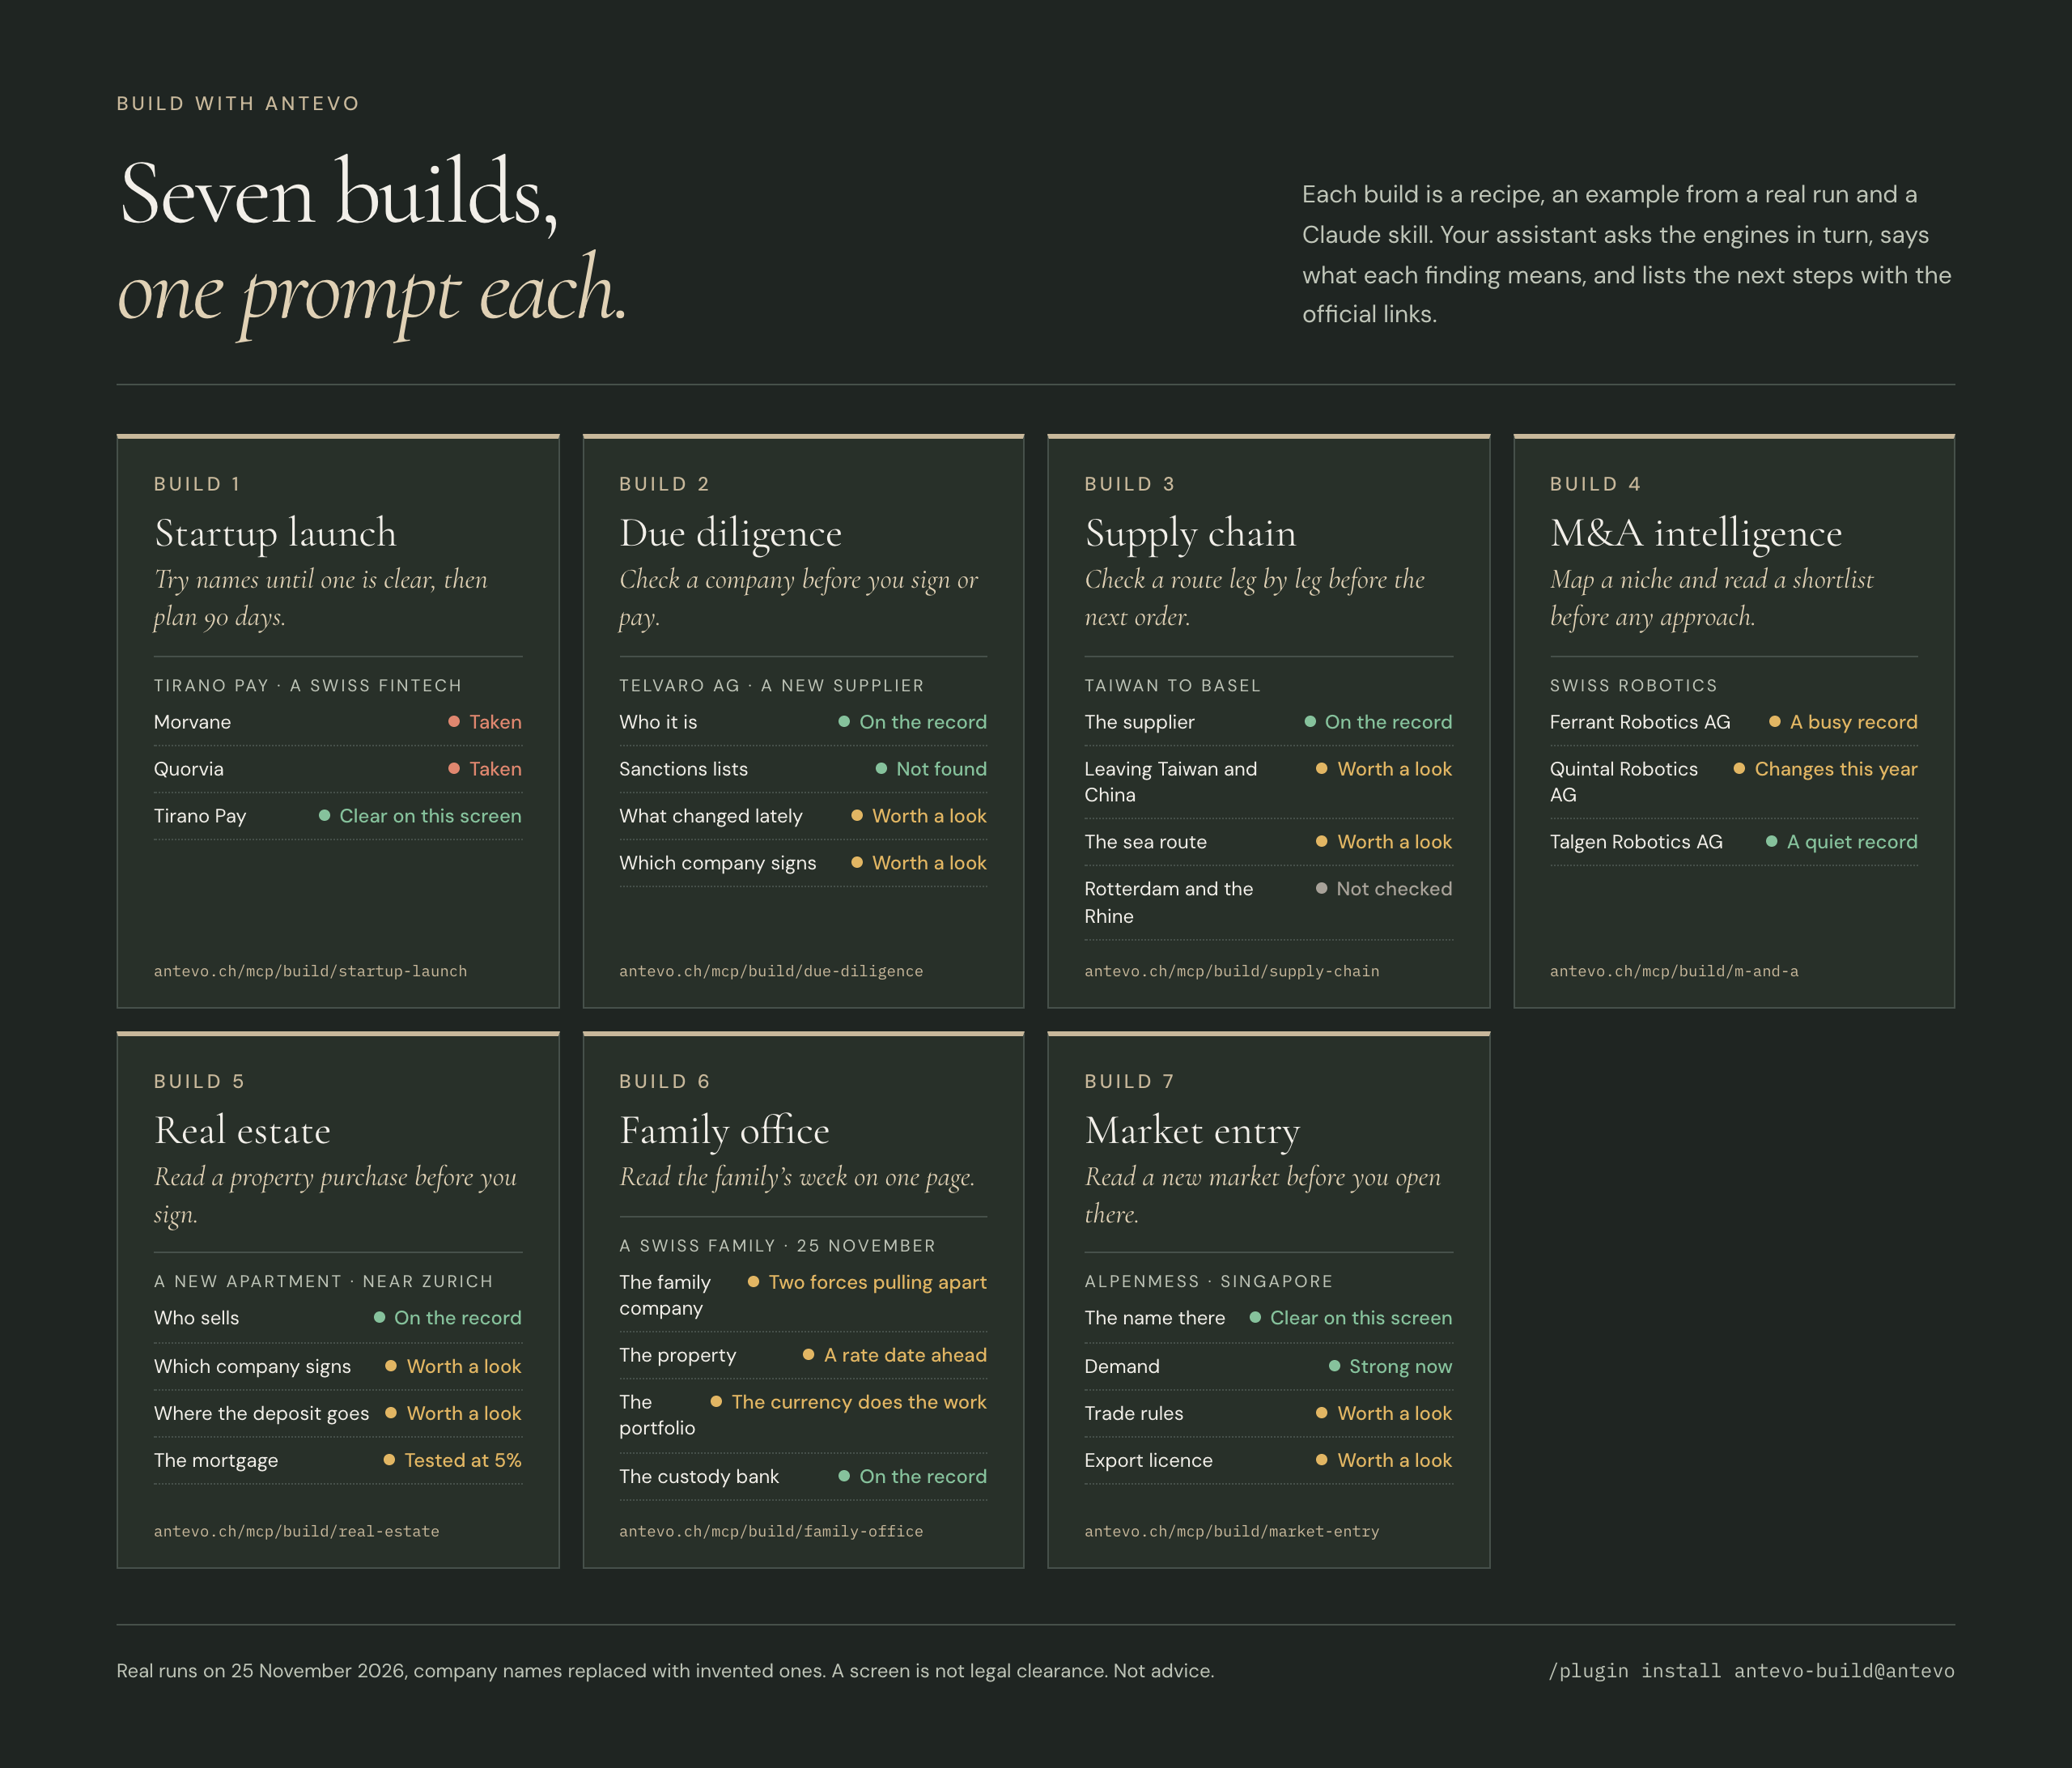 BUILD WITH ANTEVO
Seven builds,
one prompt each.
Each build is a recipe, an example from a real run and a
Claude skill. Your assistant asks the engines in turn, says
what each finding means, and lists the next steps with the
official links.
BUILD 1
Startup launch
Try names until one is clear, then
plan 90 days.
TIRANO PAY · A SWISS FINTECH
Morvane Taken
Quorvia Taken
Tirano Pay Clear on this screen
antevo.ch/mcp/build/startup-launch
BUILD 2
Due diligence
Check a company before you sign or
pay.
TELVARO AG · A NEW SUPPLIER
Who it is On the record
Sanctions lists Not found
What changed lately Worth a look
Which company signs Worth a look
antevo.ch/mcp/build/due-diligence
BUILD 3
Supply chain
Check a route leg by leg before the
next order.
TAIWAN TO BASEL
The supplier On the record
Leaving Taiwan and Worth a look
China
The sea route Worth a look
Rotterdam and the Not checked
Rhine
antevo.ch/mcp/build/supply-chain
BUILD 4
M&A intelligence
Map a niche and read a shortlist
before any approach.
SWISS ROBOTICS
Ferrant Robotics AG A busy record
Quintal Robotics Changes this year
AG
Talgen Robotics AG A quiet record
antevo.ch/mcp/build/m-and-a
BUILD 5
Real estate
Read a property purchase before you
sign.
A NEW APARTMENT · NEAR ZURICH
Who sells On the record
Which company signs Worth a look
Where the deposit goes Worth a look
The mortgage Tested at 5%
antevo.ch/mcp/build/real-estate
BUILD 6
Family office
Read the family’s week on one page.
A SWISS FAMILY · 25 NOVEMBER
The family Two forces pulling apart
company
The property A rate date ahead
The The currency does the work
portfolio
The custody bank On the record
antevo.ch/mcp/build/family-office
BUILD 7
Market entry
Read a new market before you open
there.
ALPENMESS · SINGAPORE
The name there Clear on this screen
Demand Strong now
Trade rules Worth a look
Export licence Worth a look
antevo.ch/mcp/build/market-entry
Real runs on 25 November 2026, company names replaced with invented ones. A screen is not legal clearance. Not advice.
/plugin install antevo-build@antevo